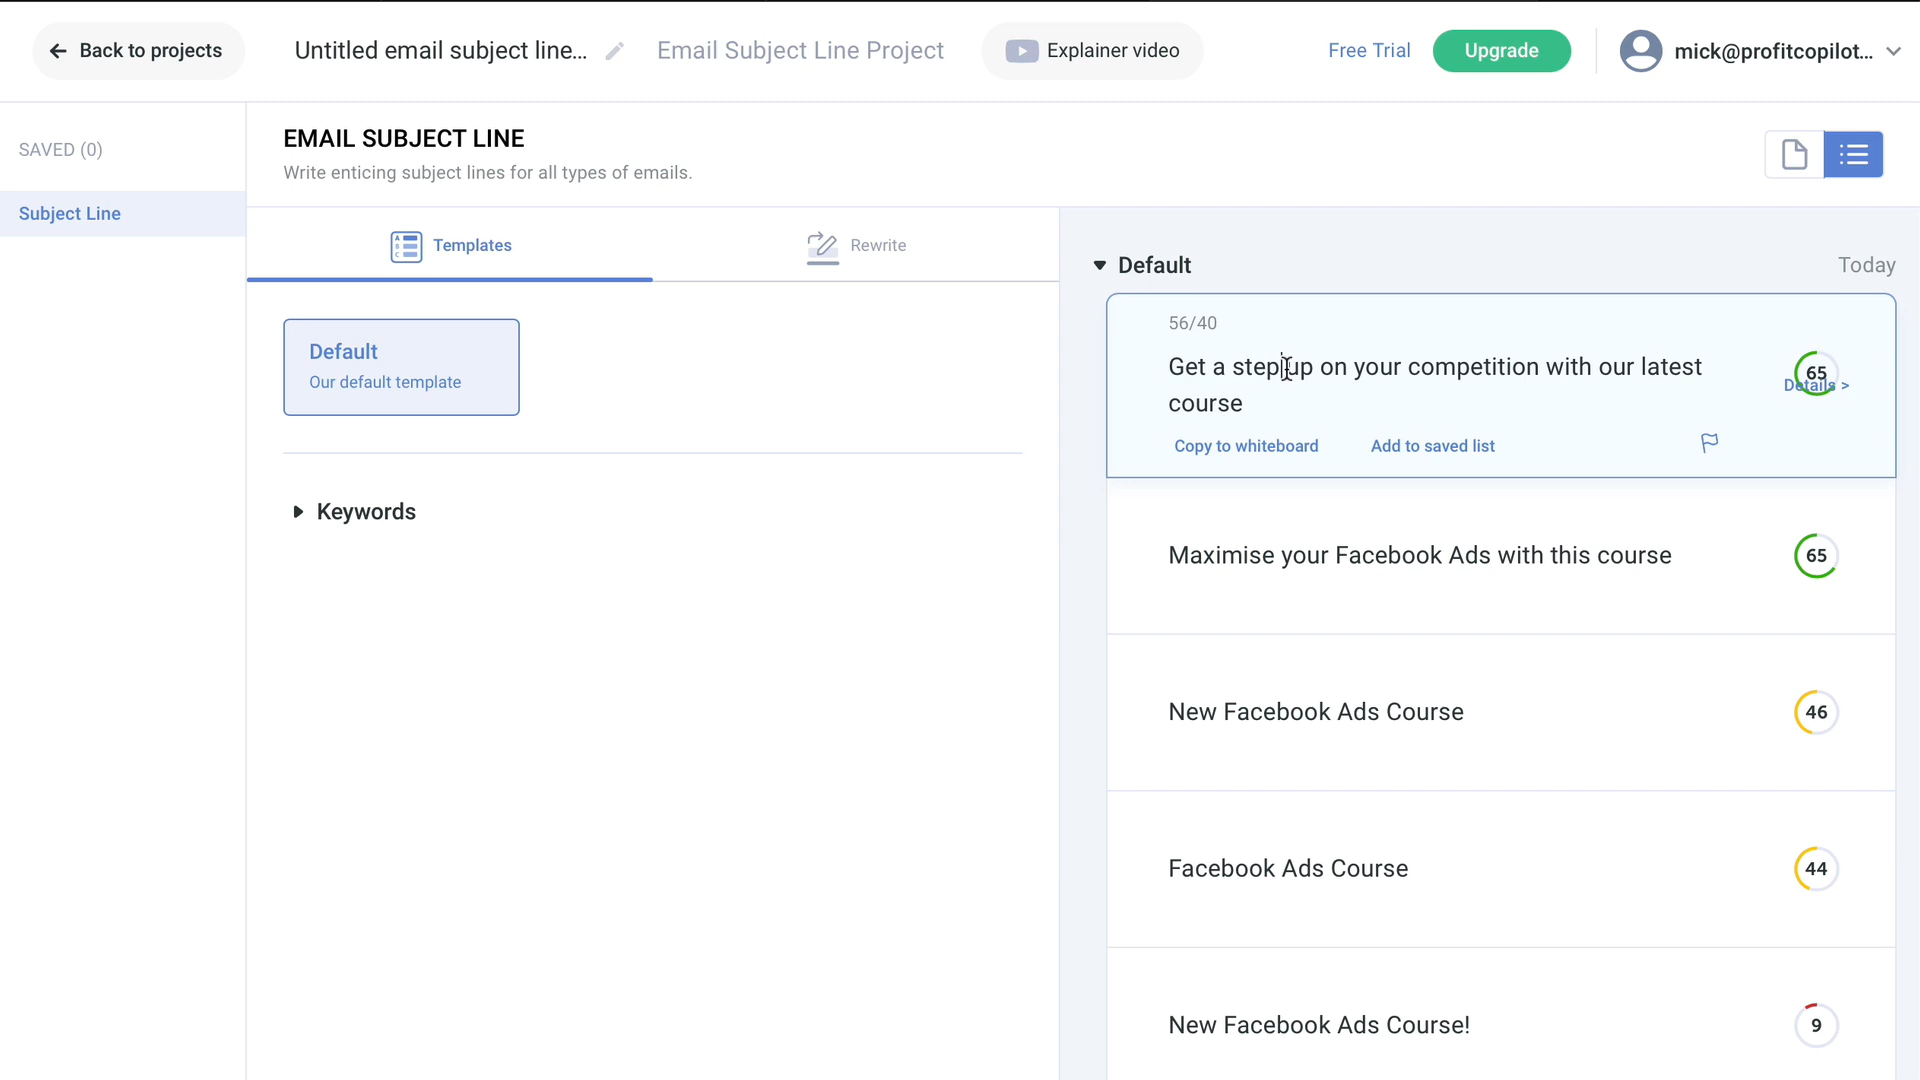 Back to projects
Untitled email subject line...
Email Subject Line Project
Explainer video
Free Trial
Upgrade
mick@profitcopilot...
SAVED (0)
Subject Line
EMAIL SUBJECT LINE
Write enticing subject lines for all types of emails.
Templates
Rewrite
Default
Our default template
Keywords
Default
Today
56/40
Get a step up on your competition with our latest
course
65
Details >
Copy to whiteboard
Add to saved list
Maximise your Facebook Ads with this course
65
New Facebook Ads Course
46
Facebook Ads Course
44
New Facebook Ads Course!
9